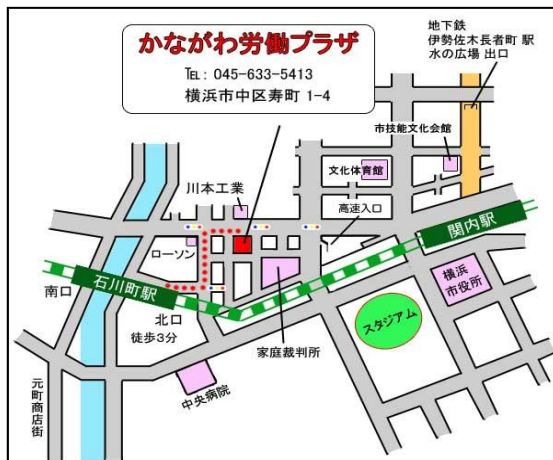 かながわ労働プラザ
TEL: 045-633-5413
横浜市中区寿町 1-4
地下鉄
伊勢佐木長者町 駅
水の広場 出口
市技能文化会館
文化体育館
川本工業
高速入口
関内駅
ローソン
石川町駅
南口
北口
徒歩3分
横浜
市役所
スタジアム
家庭裁判所
中央病院
元町商店街